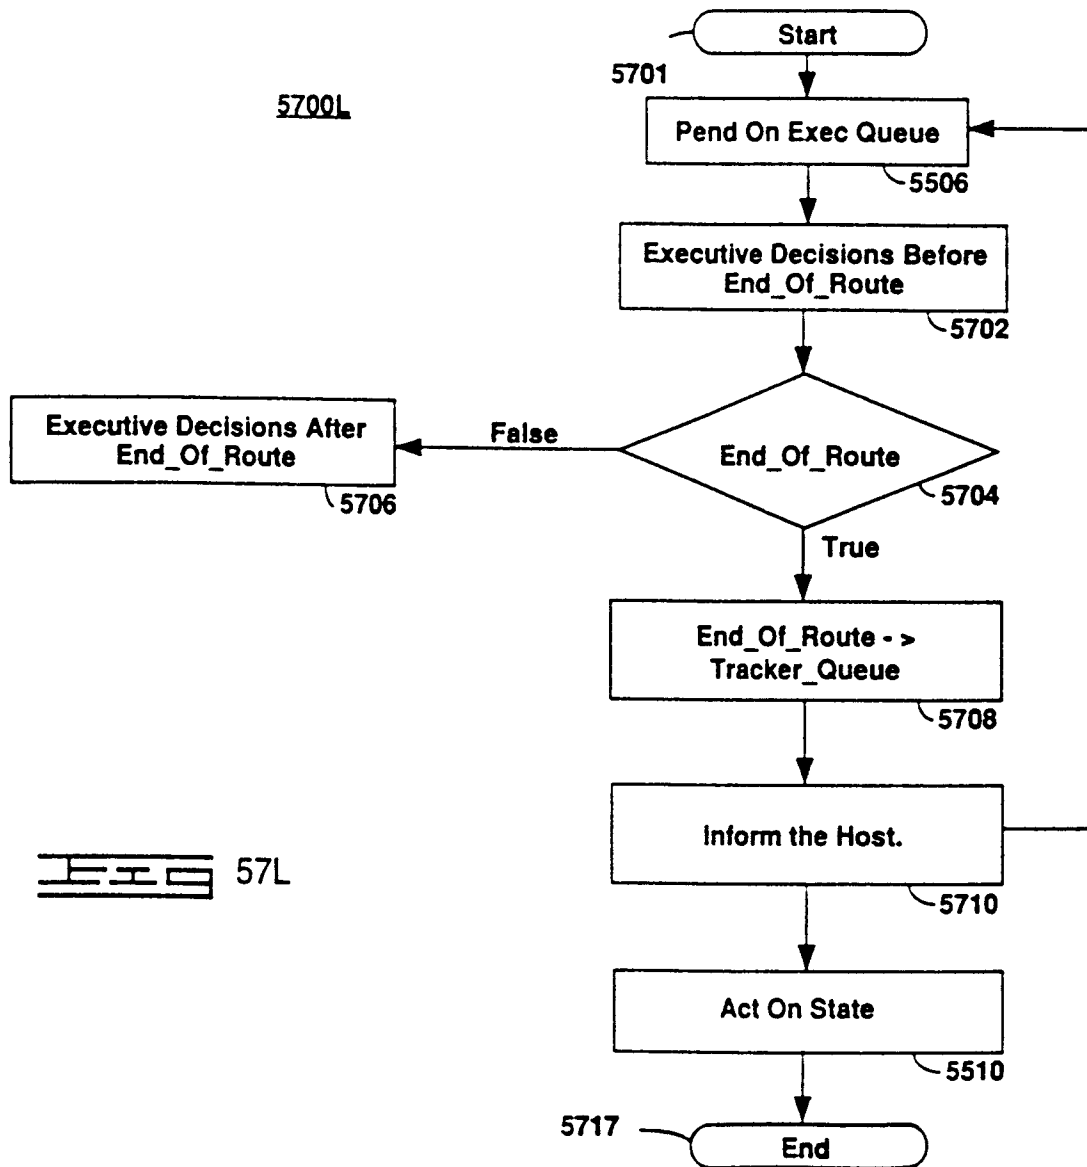 Start
5701
5700L
Pend On Exec Queue
5506
Executive Decisions Before
End_Of_Route
5702
Executive Decisions After
End_Of_Route
5706
False
End_Of_Route
5704
True
End_Of_Route - >
Tracker_Queue
5708
Inform the Host.
5710
57L
Act On State
5510
5717
End